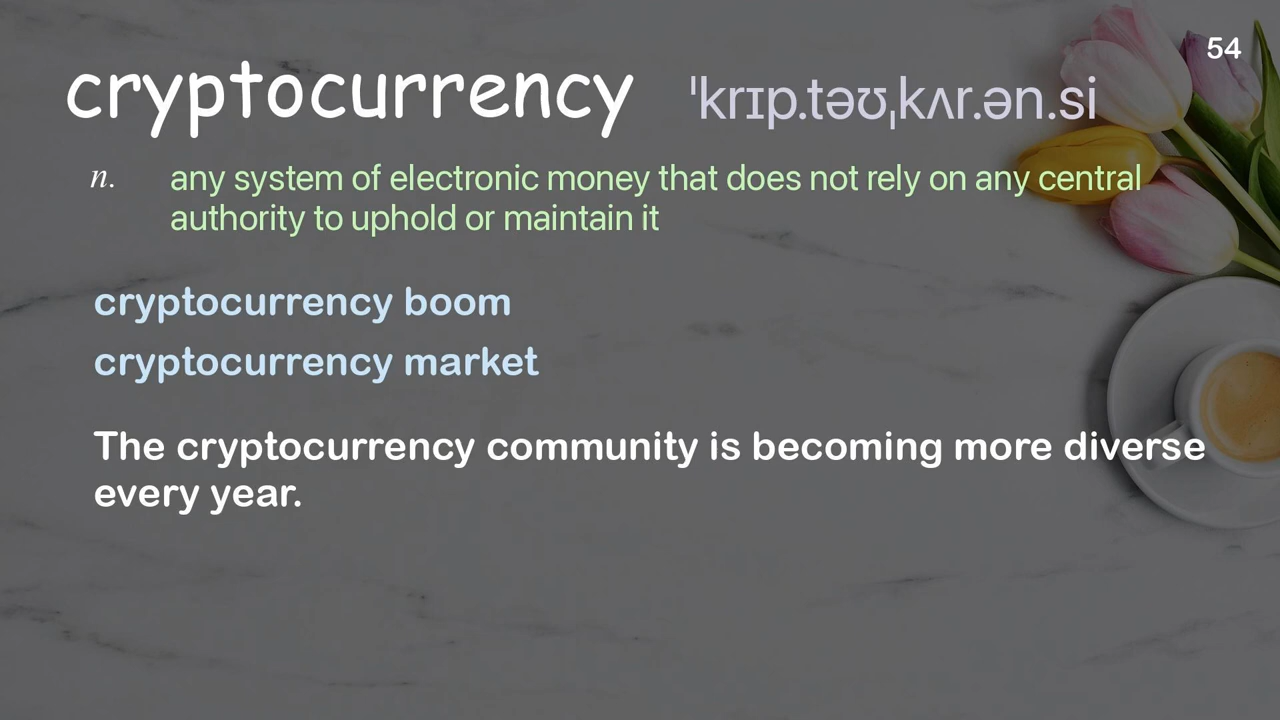 54
cryptocurrency ˈkrɪp.təʊˌkʌr.ən.si
n. any system of electronic money that does not rely on any central
authority to uphold or maintain it
cryptocurrency boom
cryptocurrency market
The cryptocurrency community is becoming more diverse
every year.